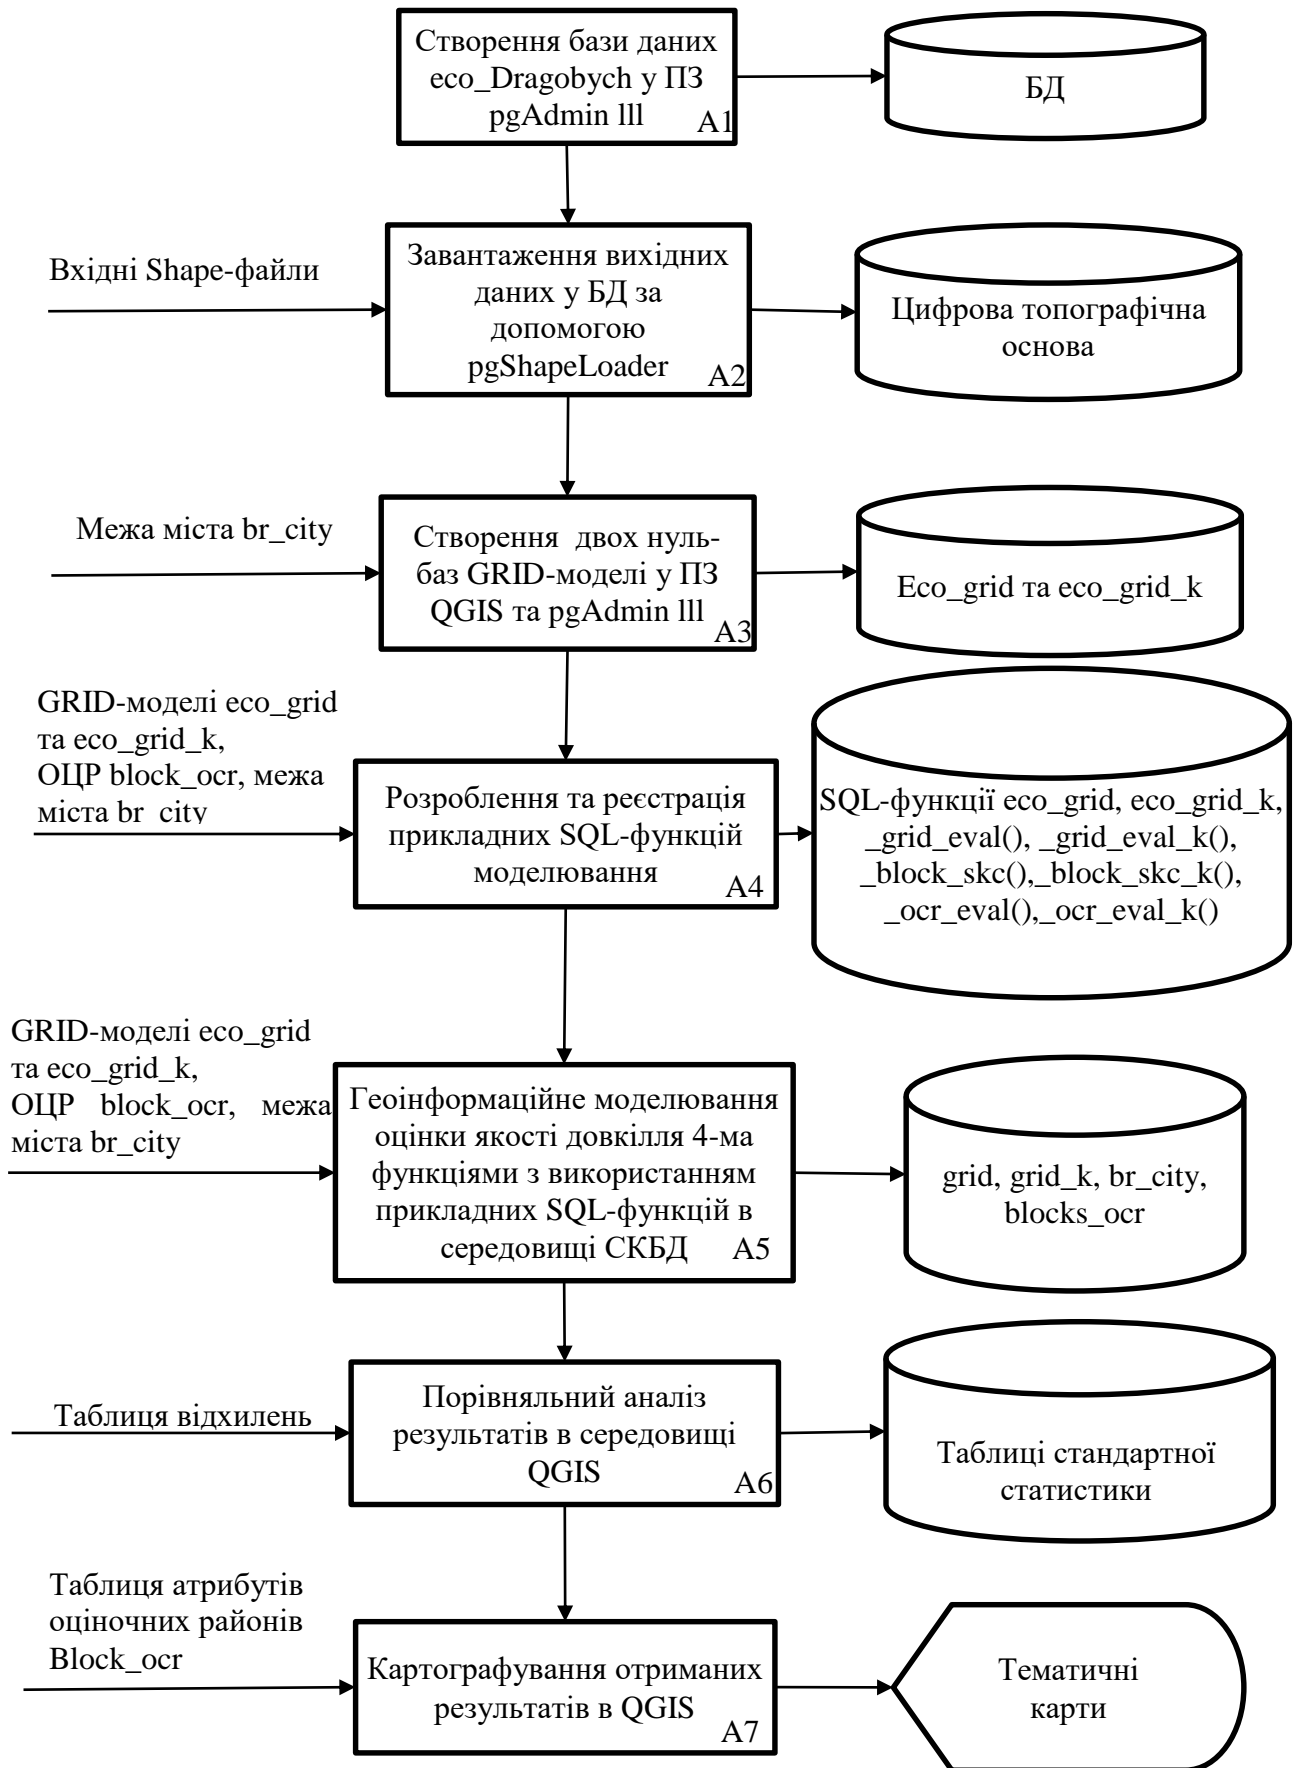 Створення бази даних
eco_Dragobych у ПЗ
pgAdmin lll
A1
БД
Вхідні Shape-файли
Завантаження вихідних
даних у БД за
допомогою
pgShapeLoader
A2
Цифрова топографічна
основа
Межа міста br_city
Створення двох нуль-
баз GRID-моделі у ПЗ
QGIS та pgAdmin lll
A3
Eco_grid та eco_grid_k
GRID-моделі eco_grid
та eco_grid_k,
ОЦР block_ocr, межа
міста br_city
Розроблення та реєстрація
прикладних SQL-функцій
моделювання
A4
SQL-функції eco_grid, eco_grid_k,
_grid_eval(), _grid_eval_k(),
_block_skc(),_block_skc_k(),
_ocr_eval(),_ocr_eval_k()
GRID-моделі eco_grid
та eco_grid_k,
ОЦР block_ocr, межа
міста br_city
Геоінформаційне моделювання
оцінки якості довкілля 4-ма
функціями з використанням
прикладних SQL-функцій в
середовищі СКБД
A5
grid, grid_k, br_city,
blocks_ocr
Таблиця відхилень
Порівняльний аналіз
результатів в середовищі
QGIS
A6
Таблиці стандартної
статистики
Таблиця атрибутів
оціночних районів
Block_ocr
Картографування отриманих
результатів в QGIS
A7
Тематичні
карти